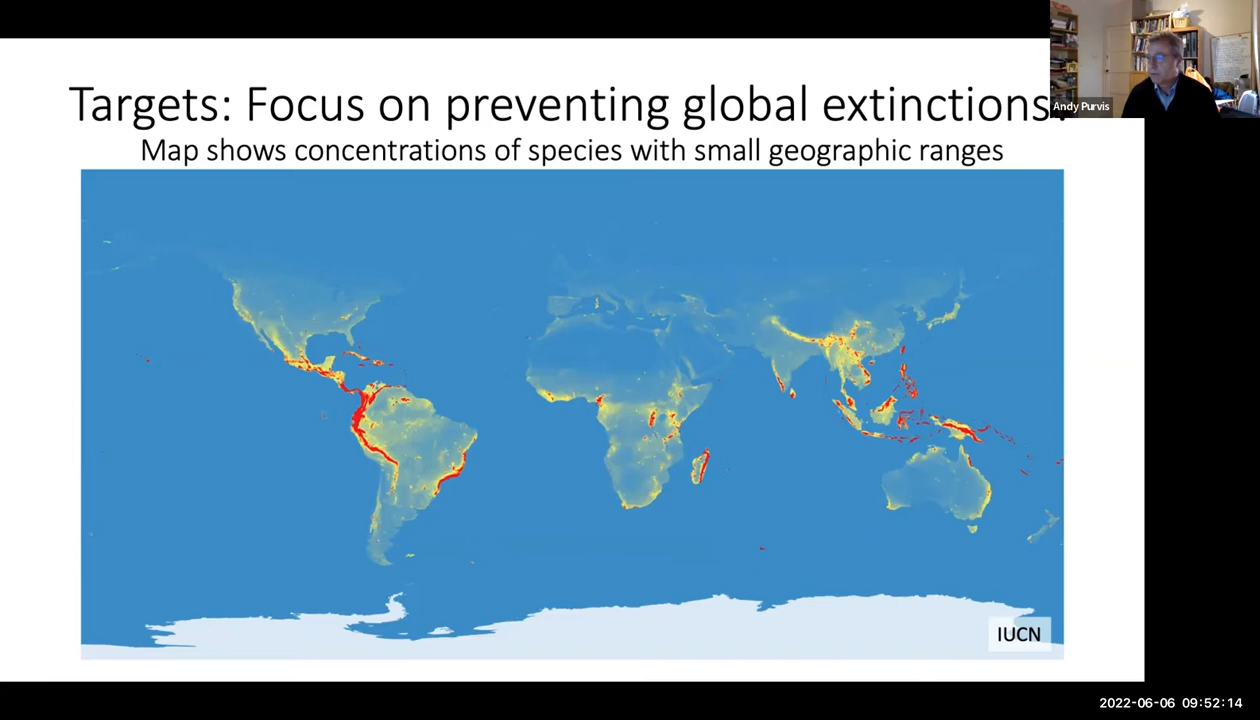 Targets: Focus on preventing global extinctions?
Map shows concentrations of species with small geographic ranges
Andy Purvis
IUCN
2022-06-06 09:52:14